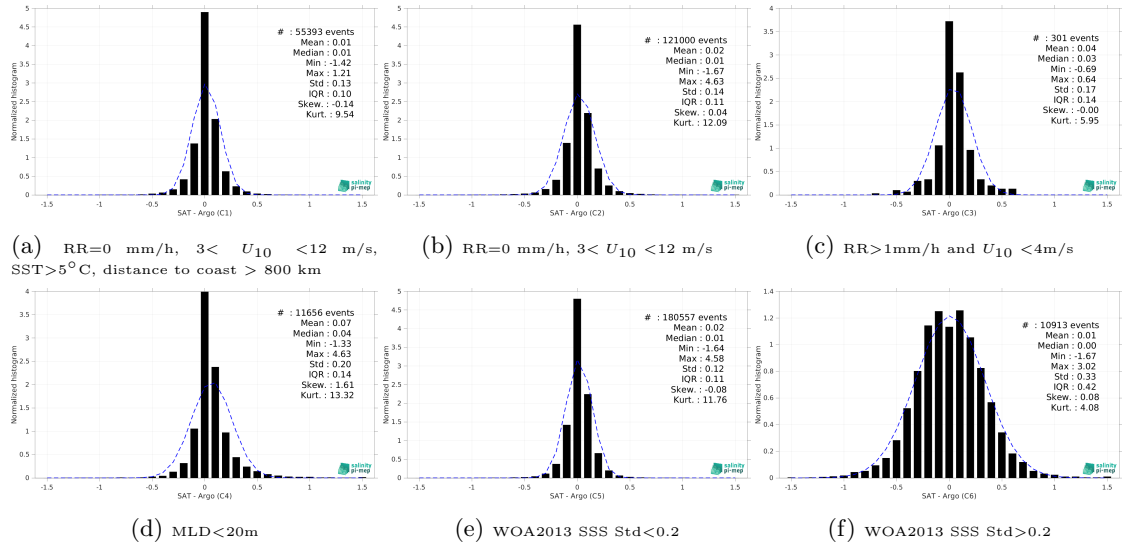 5
4.5
4
3.5
3
2.5
2
1.5
1
0.5
0
Normalized histogram
# : 55393 events
Mean : 0.01
Median : 0.01
Min : -1.42
Max : 1.21
Std : 0.13
IQR : 0.10
Skew. : -0.14
Kurt. : 9.54
salinity
pi-mep
-1.5 -1 -0.5 0 0.5 1 1.5
SAT - Argo (C1)
(a) RR=0 mm/h, 3< U10 <12 m/s,
SST>5°C, distance to coast > 800 km
5
4.5
4
3.5
3
2.5
2
1.5
1
0.5
0
Normalized histogram
# : 121000 events
Mean : 0.02
Median : 0.01
Min : -1.67
Max : 4.63
Std : 0.14
IQR : 0.11
Skew. : 0.04
Kurt. : 12.09
salinity
pi-mep
-1.5 -1 -0.5 0 0.5 1 1.5
SAT - Argo (C2)
(b) RR=0 mm/h, 3< U10 <12 m/s
4
3.5
3
2.5
2
1.5
1
0.5
0
Normalized histogram
# : 301 events
Mean : 0.04
Median : 0.03
Min : -0.69
Max : 0.64
Std : 0.17
IQR : 0.14
Skew. : -0.00
Kurt. : 5.95
salinity
pi-mep
-1.5 -1 -0.5 0 0.5 1 1.5
SAT - Argo (C3)
(c) RR>1mm/h and U10 <4m/s
4
3.5
3
2.5
2
1.5
1
0.5
0
Normalized histogram
# : 11656 events
Mean : 0.07
Median : 0.04
Min : -1.33
Max : 4.63
Std : 0.20
IQR : 0.14
Skew. : 1.61
Kurt. : 13.32
salinity
pi-mep
-1.5 -1 -0.5 0 0.5 1 1.5
SAT - Argo (C4)
(d) MLD<20m
5
4.5
4
3.5
3
2.5
2
1.5
1
0.5
0
Normalized histogram
# : 180557 events
Mean : 0.02
Median : 0.01
Min : -1.64
Max : 4.58
Std : 0.12
IQR : 0.11
Skew. : -0.08
Kurt. : 11.76
salinity
pi-mep
-1.5 -1 -0.5 0 0.5 1 1.5
SAT - Argo (C5)
(e) WOA2013 SSS Std<0.2
1.4
1.2
1
0.8
0.6
0.4
0.2
0
Normalized histogram
# : 10913 events
Mean : 0.01
Median : 0.00
Min : -1.67
Max : 3.02
Std : 0.33
IQR : 0.42
Skew. : 0.08
Kurt. : 4.08
salinity
pi-mep
-1.5 -1 -0.5 0 0.5 1 1.5
SAT - Argo (C6)
(f) WOA2013 SSS Std>0.2